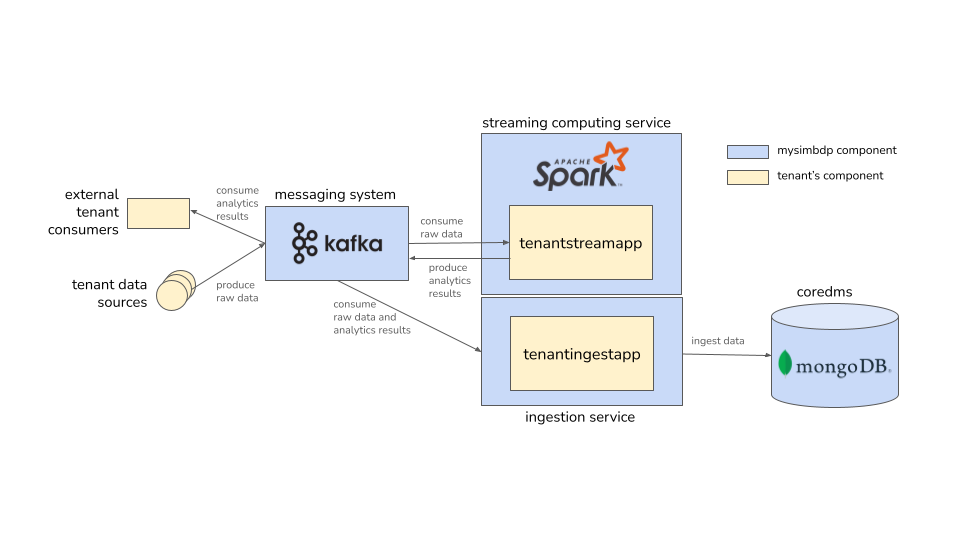 streaming computing service
APACHE
Spark
TM
mysimbdp component
tenant's component
external
tenant
consumers
consume
analytics
results
messaging system
kafka
consume
raw data
tenantstreamapp
produce
analytics
results
tenant data
sources
produce
raw data
consume
raw data and
analytics results
tenantingestapp
ingestion service
ingest data
coredms
mongoDB®